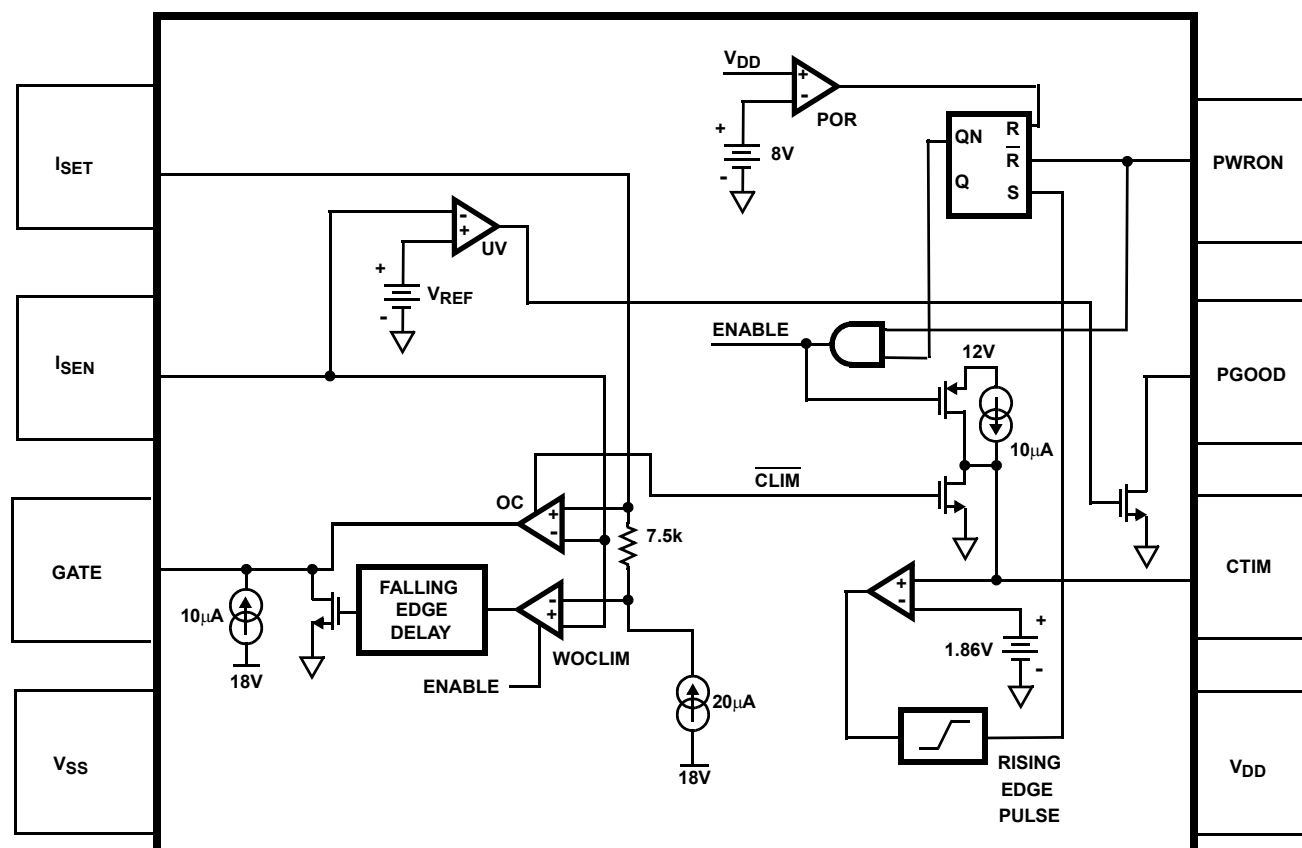 VDD
+
-
POR
+
8V
-
QN
Q
R
R̅
S
ISET
PWRON
-
+
UV
+
VREF
-
ENABLE
12V
10µA
ISEN
PGOOD
OC
+
-
C̅L̅I̅M̅
7.5k
GATE
10µA
18V
FALLING
EDGE
DELAY
-
+
WOCLIM
ENABLE
20µA
18V
+
-
+
1.86V
-
CTIM
RISING
EDGE
PULSE
VSS
VDD